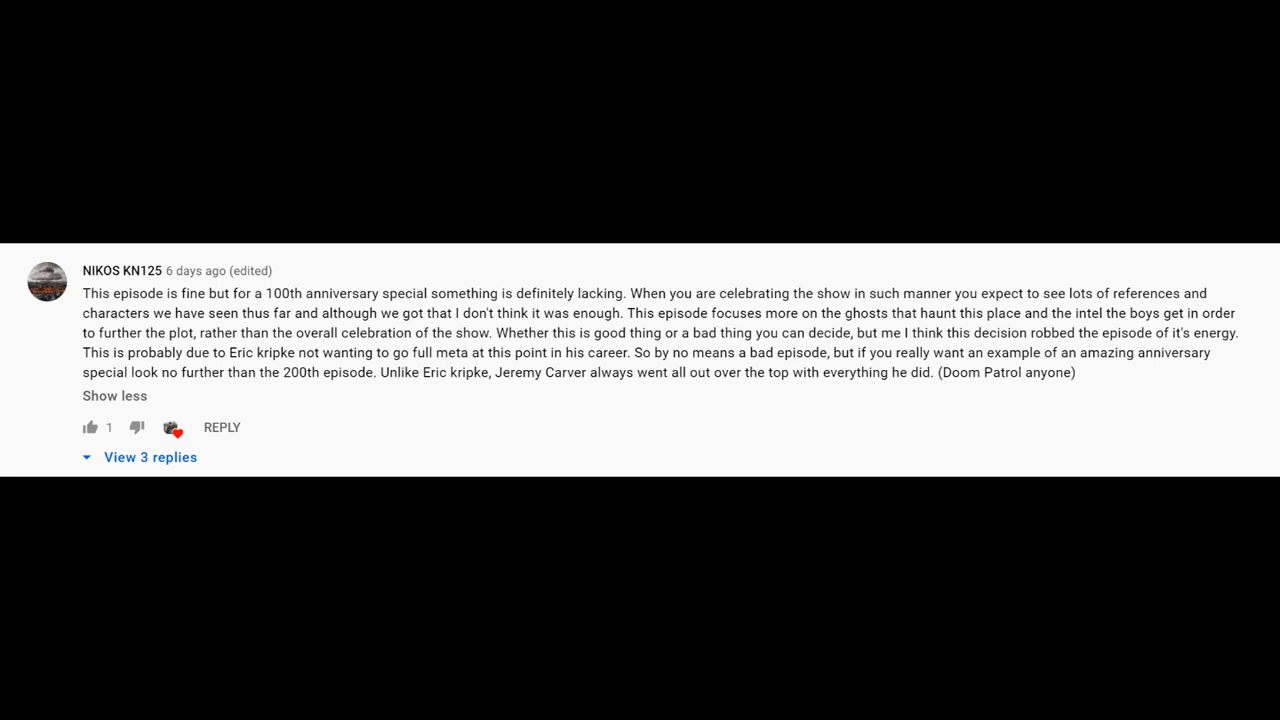 NIKOS KN125 6 days ago (edited)
This episode is fine but for a 100th anniversary special something is definitely lacking. When you are celebrating the show in such manner you expect to see lots of references and
characters we have seen thus far and although we got that I don't think it was enough. This episode focuses more on the ghosts that haunt this place and the intel the boys get in order
to further the plot, rather than the overall celebration of the show. Whether this is good thing or a bad thing you can decide, but me I think this decision robbed the episode of it's energy.
This is probably due to Eric kripke not wanting to go full meta at this point in his career. So by no means a bad episode, but if you really want an example of an amazing anniversary
special look no further than the 200th episode. Unlike Eric kripke, Jeremy Carver always went all out over the top with everything he did. (Doom Patrol anyone)
Show less
1 REPLY
View 3 replies